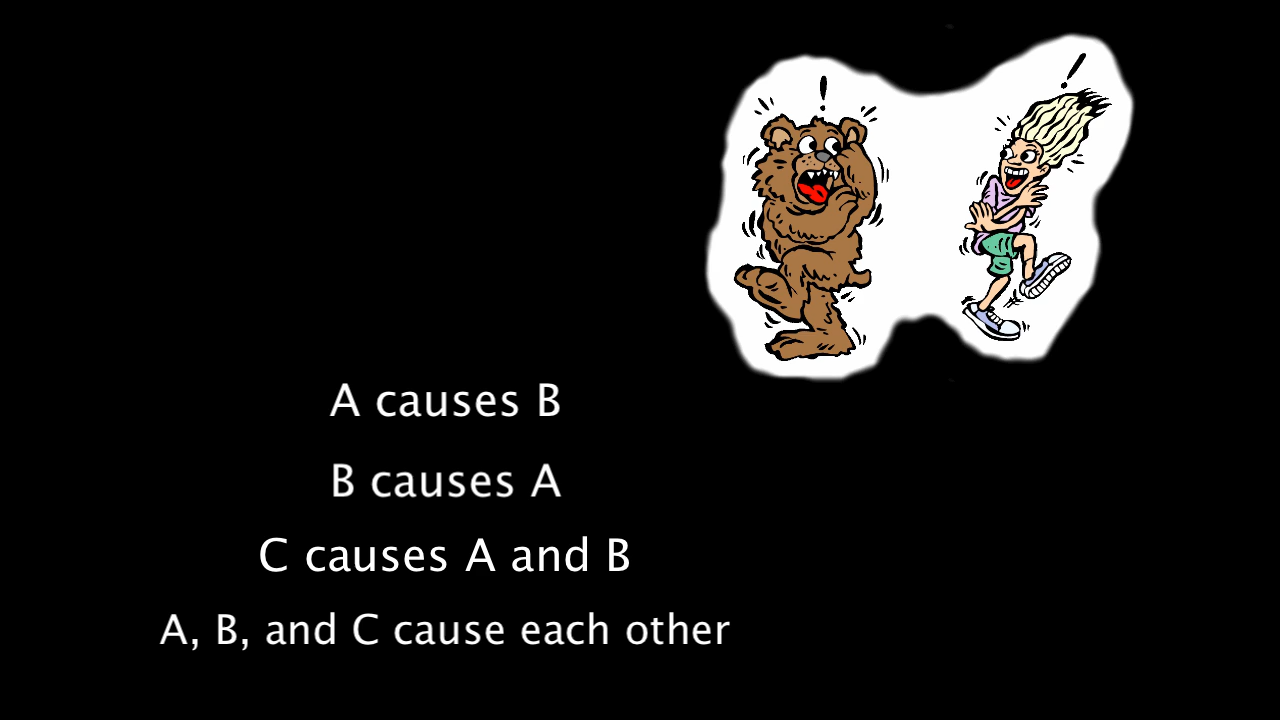 !
!
A causes B
B causes A
C causes A and B
A, B, and C cause each other